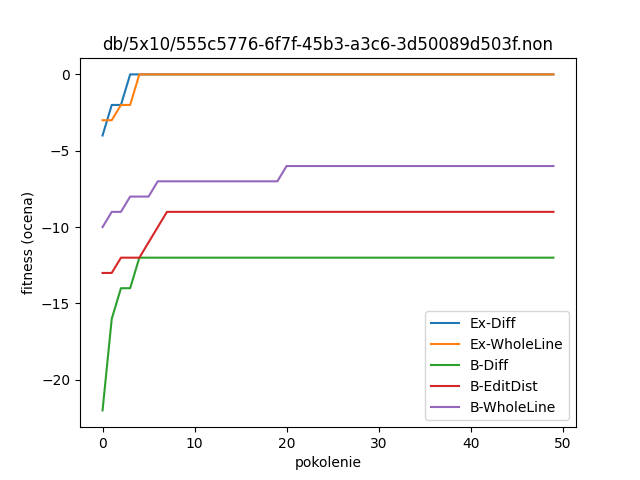 db/5x10/555c5776-6f7f-45b3-a3c6-3d50089d503f.non
fitness (ocena)
0
−5
−10
−15
−20
0
10
20
30
40
50
pokolenie
Ex-Diff
Ex-WholeLine
B-Diff
B-EditDist
B-WholeLine